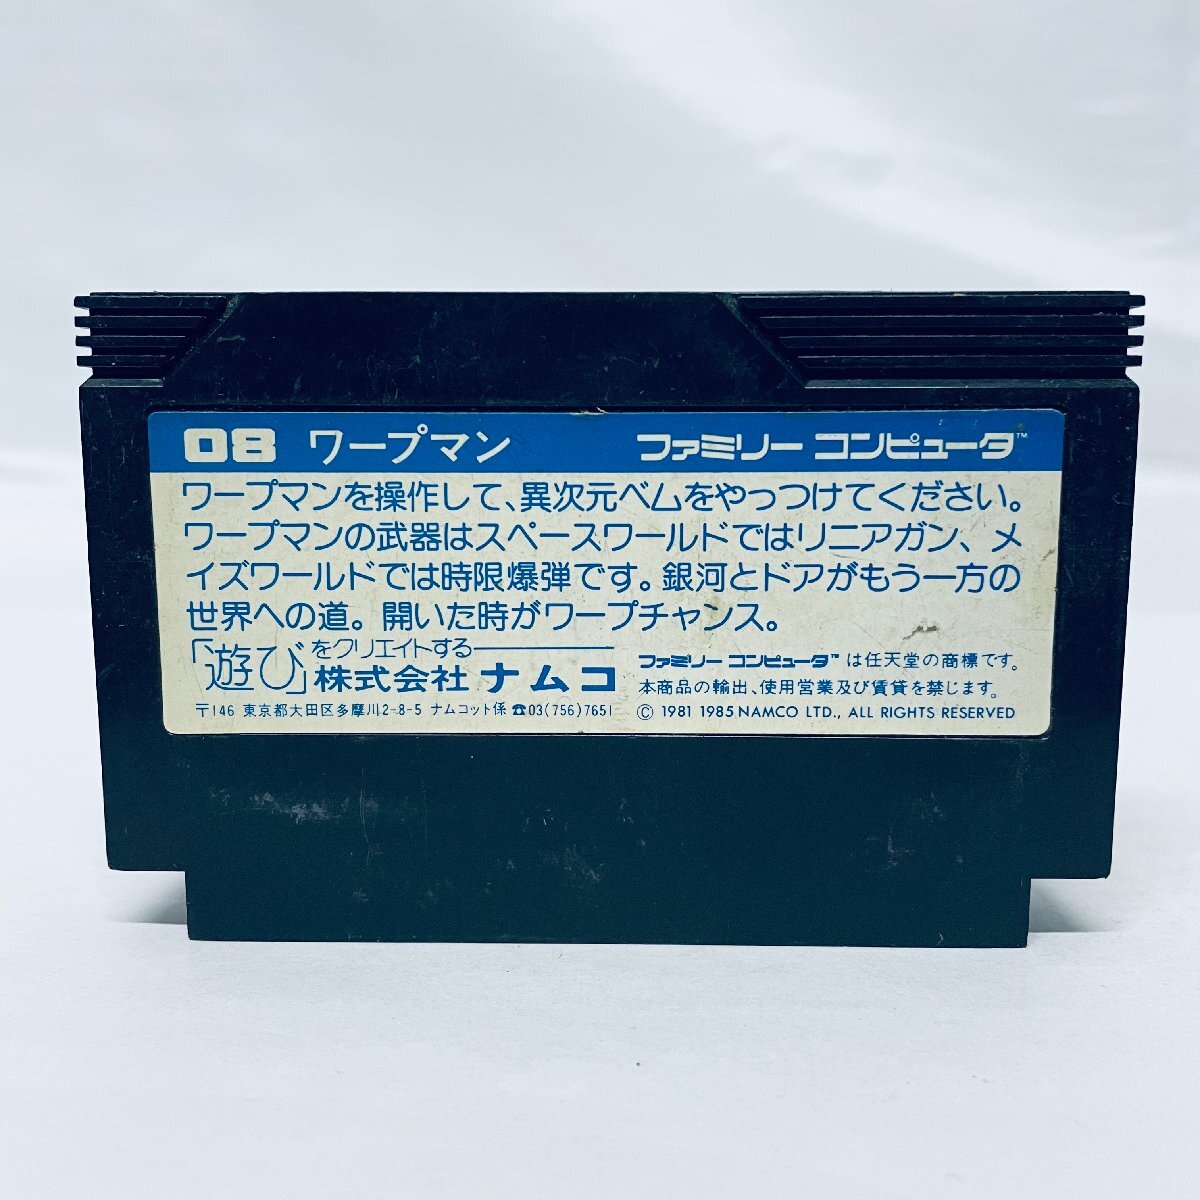 08 ワープマン ファミリー コンピュータ™
ワープマンを操作して、異次元ベムをやっつけてください。
ワープマンの武器はスペースワールドではリニアガン、メ
イズワールドでは時限爆弾です。銀河とドアがもう一方の
世界への道。開いた時がワープチャンス。
「遊び」をクリエイトする
株式会社 ナムコ
〒146 東京都大田区多摩川2-8-5 ナムコット係 ☎03(756)7651
ファミリー コンピュータ™ は任天堂の商標です。
本商品の輸出、使用営業及び賃貸を禁じます。
© 1981 1985 NAMCO LTD., ALL RIGHTS RESERVED